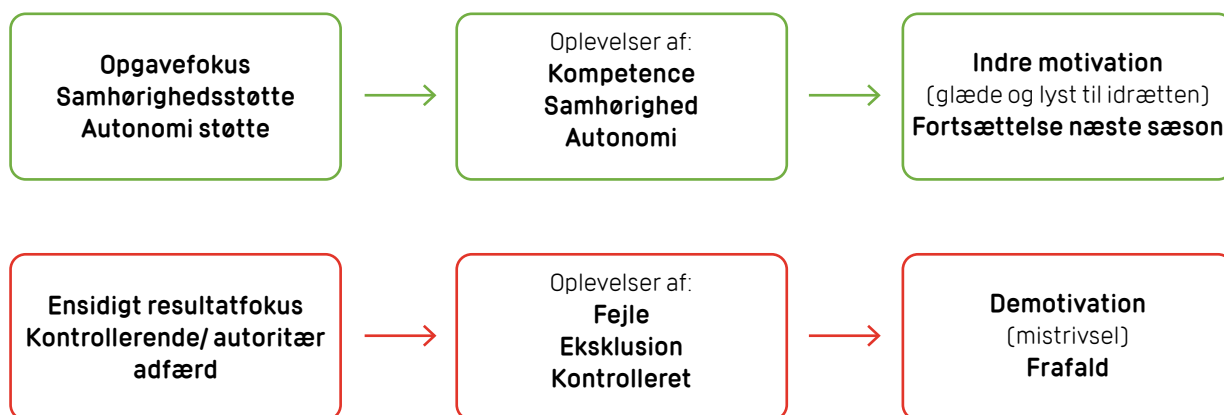 Opgavefokus
Samhørighedsstøtte
Autonomi støtte
Oplevelser af:
Kompetence
Samhørighed
Autonomi
Indre motivation
(glæde og lyst til idrætten)
Fortsættelse næste sæson
Ensidigt resultatfokus
Kontrollerende/ autoritær
adfærd
Oplevelser af:
Fejle
Eksklusion
Kontrolleret
Demotivation
(mistrivsel)
Frafald